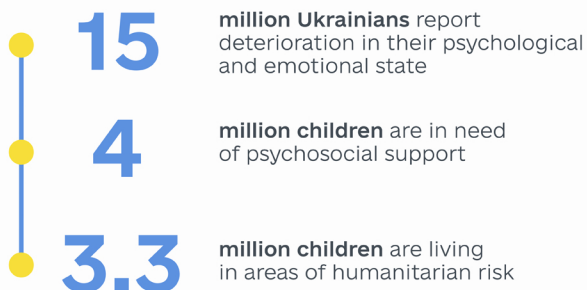 15
million Ukrainians report
deterioration in their psychological
and emotional state
4
million children are in need
of psychosocial support
3.3
million children are living
in areas of humanitarian risk